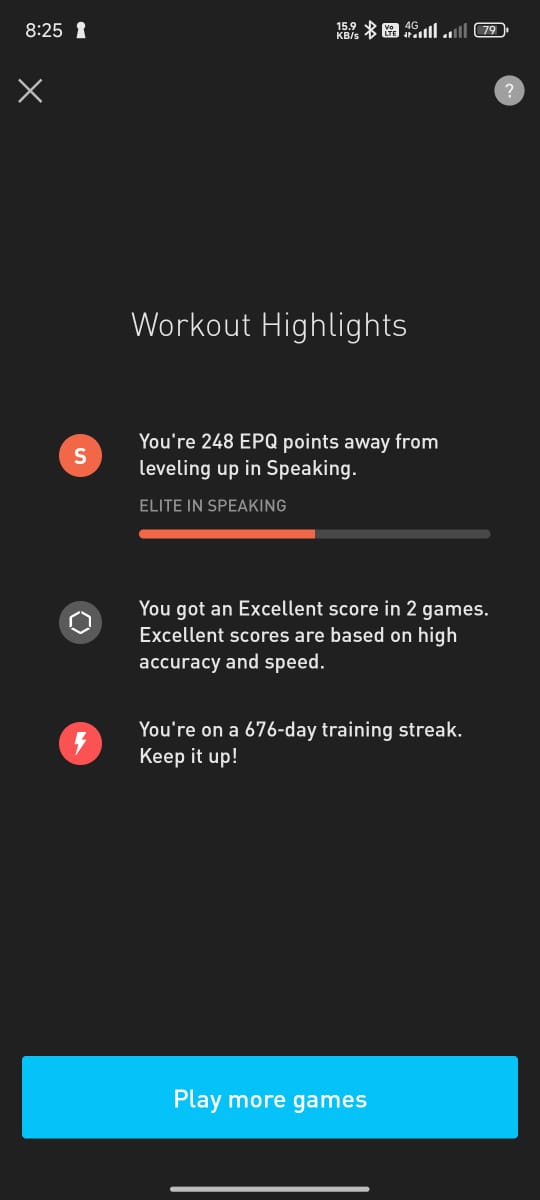 8:25
15.9
KB/s
Vo
LTE
4G
79
?
Workout Highlights
S
You're 248 EPQ points away from
leveling up in Speaking.
ELITE IN SPEAKING
You got an Excellent score in 2 games.
Excellent scores are based on high
accuracy and speed.
You're on a 676-day training streak.
Keep it up!
Play more games